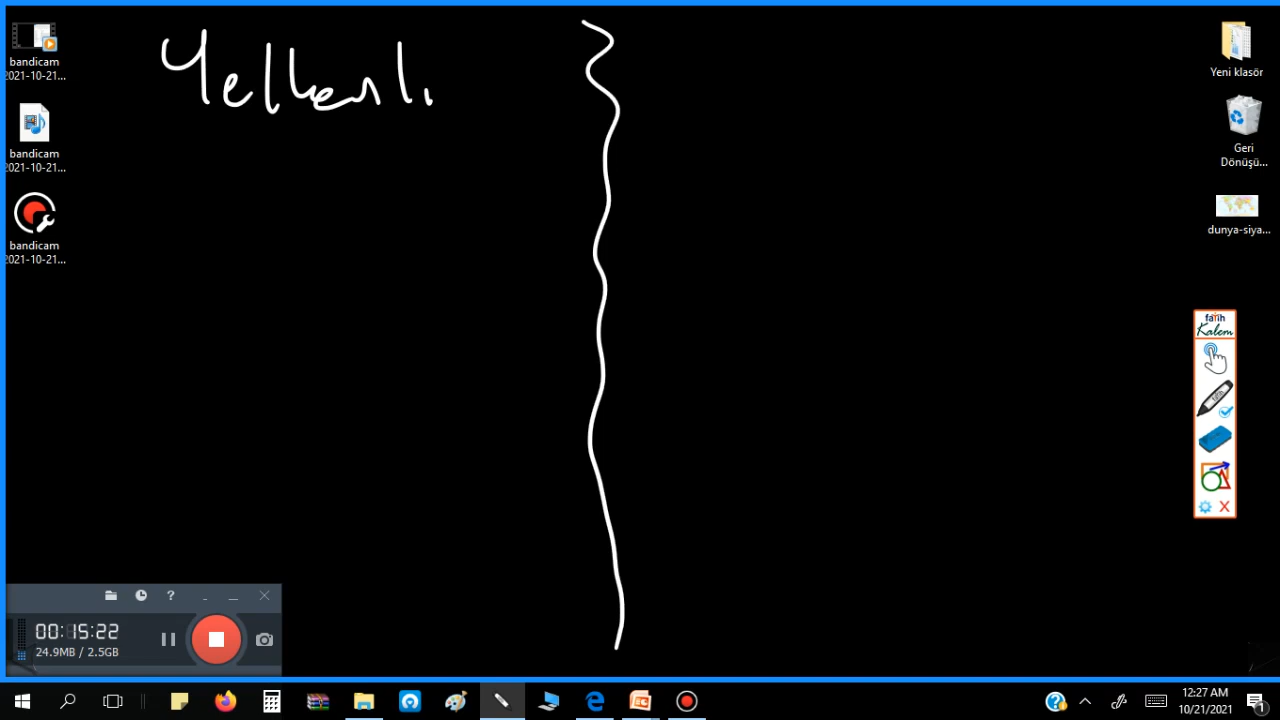 Yelkenli
bandicam
2021-10-21...
bandicam
2021-10-21...
bandicam
2021-10-21...
Yeni klasör
Geri
Dönüşü...
dunya-siya...
fatih
Kalem
00:15:22
24.9MB / 2.5GB
12:27 AM
10/21/2021
1